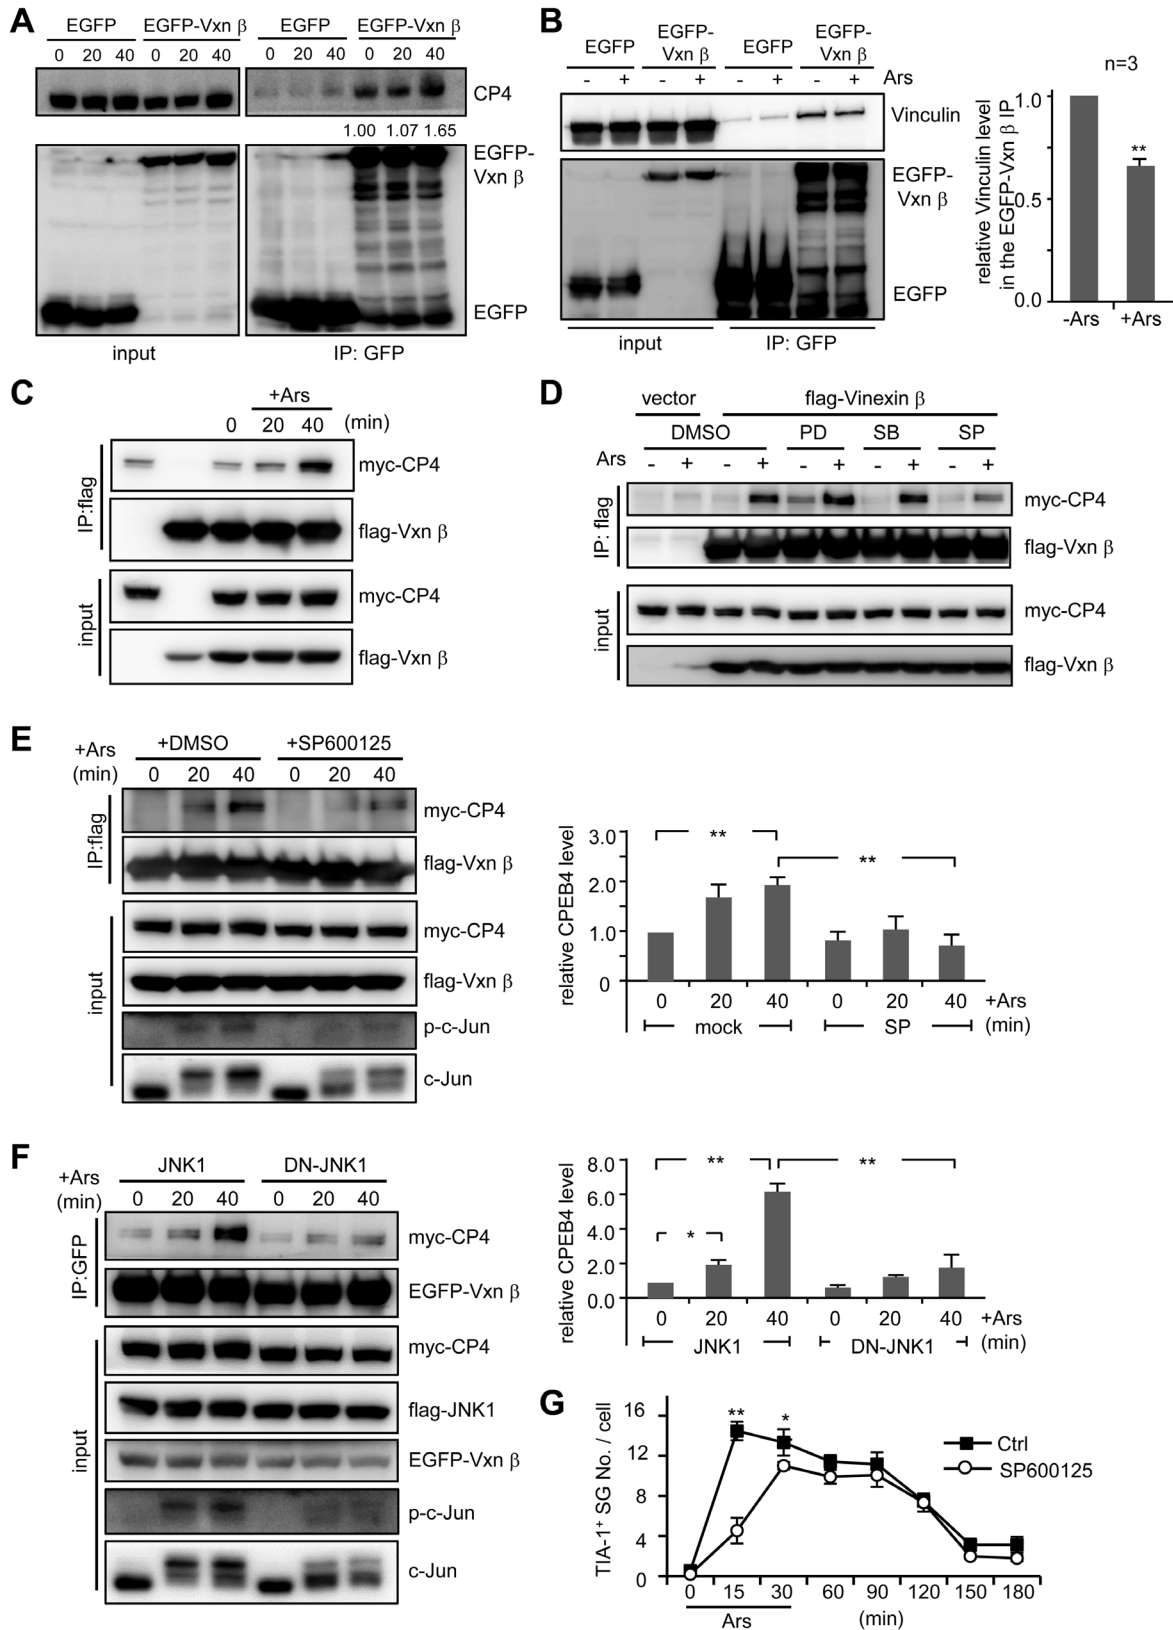 A
EGFP EGFP-Vxn β EGFP EGFP-Vxn β
0 20 40 0 20 40 0 20 40 0 20 40
CP4
1.00 1.07 1.65
EGFP-
Vxn β
EGFP
input IP: GFP
B
EGFP EGFP-
Vxn β EGFP EGFP-
Vxn β
- + - + - + - + Ars
Vinculin
EGFP-
Vxn β
EGFP
input IP: GFP
n=3
relative Vinculin level
in the EGFP-Vxn β IP
1.0
0.5
0.0
**
-Ars +Ars
C
+Ars
0 20 40 (min)
IP:flag
myc-CP4
flag-Vxn β
input
myc-CP4
flag-Vxn β
D
vector flag-Vinexin β
DMSO PD SB SP
Ars - + - + - + - + - +
IP: flag
myc-CP4
flag-Vxn β
input
myc-CP4
flag-Vxn β
E
+Ars
(min)
+DMSO +SP600125
0 20 40 0 20 40
IP:flag
myc-CP4
flag-Vxn β
input
myc-CP4
flag-Vxn β
p-c-Jun
c-Jun
relative CPEB4 level
3.0
2.0
1.0
0
** **
0 20 40 0 20 40 +Ars
(min)
mock SP
F
+Ars
(min)
JNK1 DN-JNK1
0 20 40 0 20 40
IP:GFP
myc-CP4
EGFP-Vxn β
input
myc-CP4
flag-JNK1
EGFP-Vxn β
p-c-Jun
c-Jun
relative CPEB4 level
8.0
6.0
4.0
2.0
0.0
** **
*
0 20 40 0 20 40 +Ars
(min)
JNK1 DN-JNK1
G
TIA-1+ SG No. / cell
16
12
8
4
0
** *
Ctrl
SP600125
0 15 30 60 90 120 150 180
Ars (min)